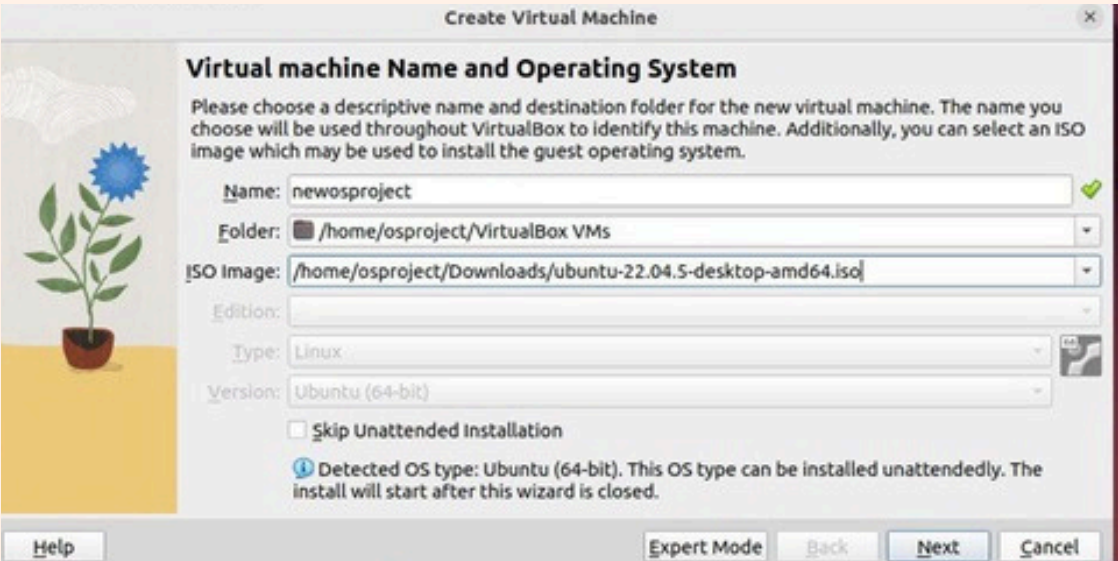 Create Virtual Machine
Virtual machine Name and Operating System
Please choose a descriptive name and destination folder for the new virtual machine. The name you
choose will be used throughout VirtualBox to identify this machine. Additionally, you can select an ISO
image which may be used to install the guest operating system.
Name: newosproject
Folder: /home/osproject/VirtualBox VMs
ISO Image: /home/osproject/Downloads/ubuntu-22.04.5-desktop-amd64.iso
Edition:
Type: Linux
64
Version: Ubuntu (64-bit)
Skip Unattended Installation
Detected OS type: Ubuntu (64-bit). This OS type can be installed unattendedly. The
install will start after this wizard is closed.
Help Expert Mode Back Next Cancel